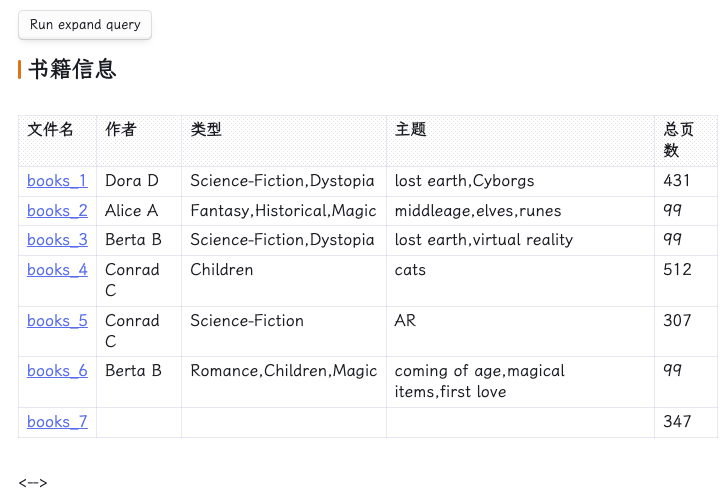 Run expand query
书籍信息
文件名 作者 类型 主题 总页
数
books_1 Dora D Science-Fiction,Dystopia lost earth,Cyborgs 431
books_2 Alice A Fantasy,Historical,Magic middleage,elves,runes 99
books_3 Berta B Science-Fiction,Dystopia lost earth,virtual reality 99
books_4 Conrad Children cats 512
C
books_5 Conrad Science-Fiction AR 307
C
books_6 Berta B Romance,Children,Magic coming of age,magical 99
items,first love
books_7 347
<-->